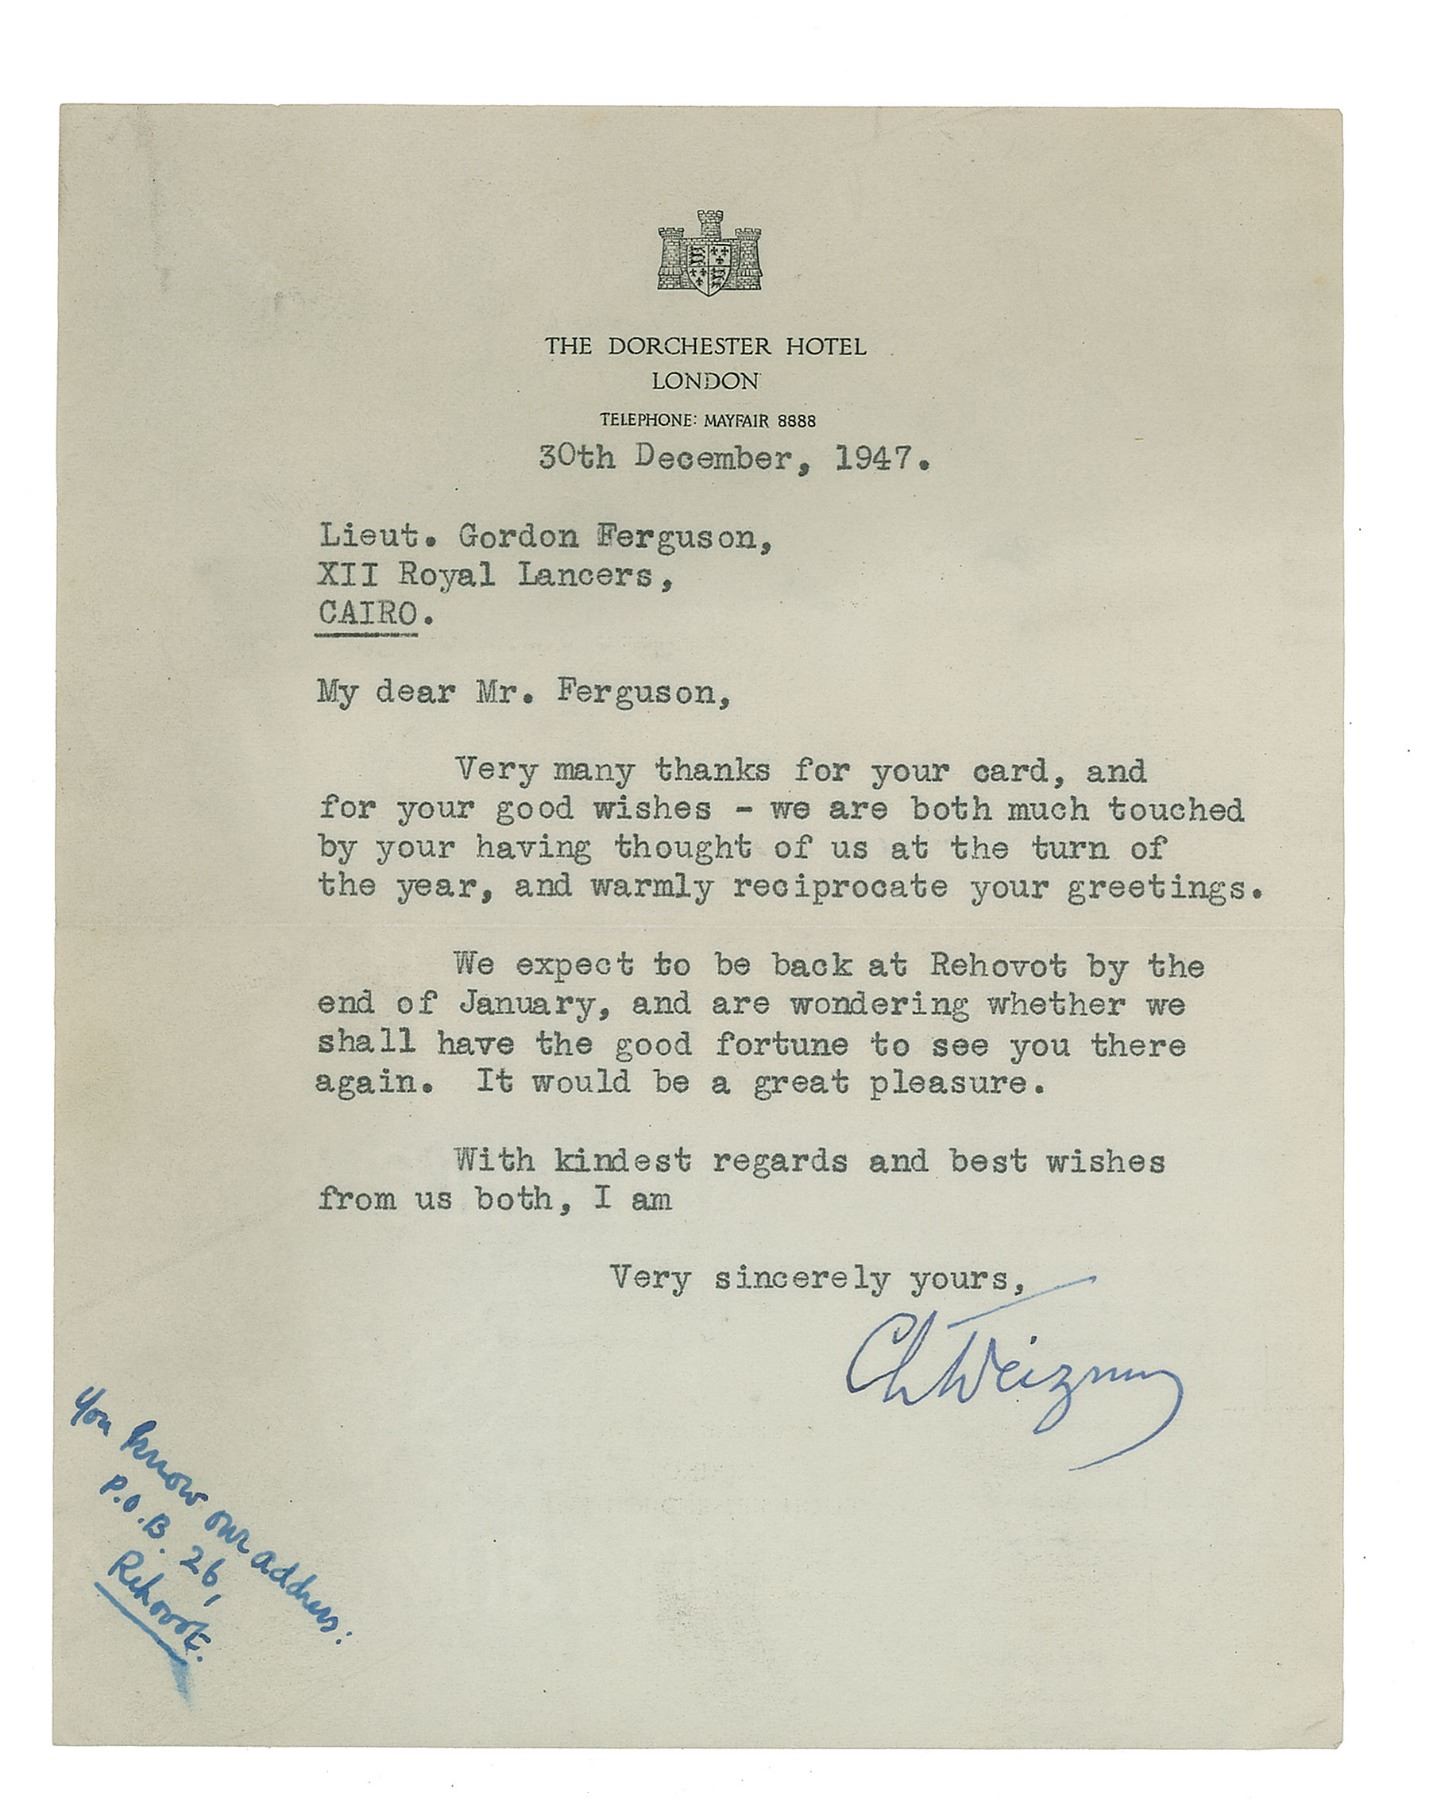 THE DORCHESTER HOTEL
LONDON
TELEPHONE: MAYFAIR 8888
30th December, 1947.
Lieut. Gordon Ferguson,
XII Royal Lancers,
CAIRO.
My dear Mr. Ferguson,
Very many thanks for your card, and
for your good wishes - we are both much touched
by your having thought of us at the turn of
the year, and warmly reciprocate your greetings.
We expect to be back at Rehovot by the
end of January, and are wondering whether we
shall have the good fortune to see you there
again. It would be a great pleasure.
With kindest regards and best wishes
from us both, I am
Very sincerely yours,
Ch Weizmann
You know our address:
P.O.B. 26,
Rehovoth.